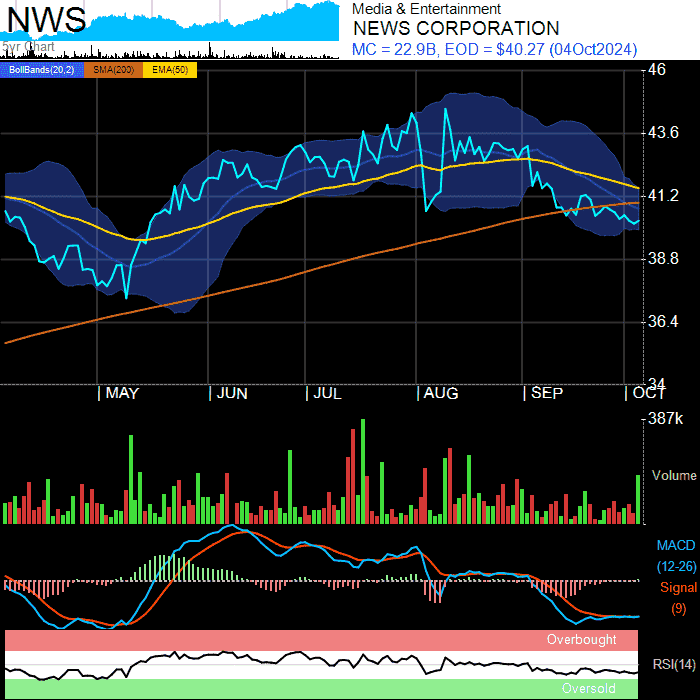 NWS
5yr Chart
Media & Entertainment
NEWS CORPORATION
MC = 22.9B, EOD = $40.27 (04Oct2024)
BollBands(20,2) SMA(200) EMA(50)
46
43.6
41.2
38.8
36.4
34
MAY JUN JUL AUG SEP OCT
387k
Volume
MACD
(12-26)
Signal
(9)
Overbought
RSI(14)
Oversold